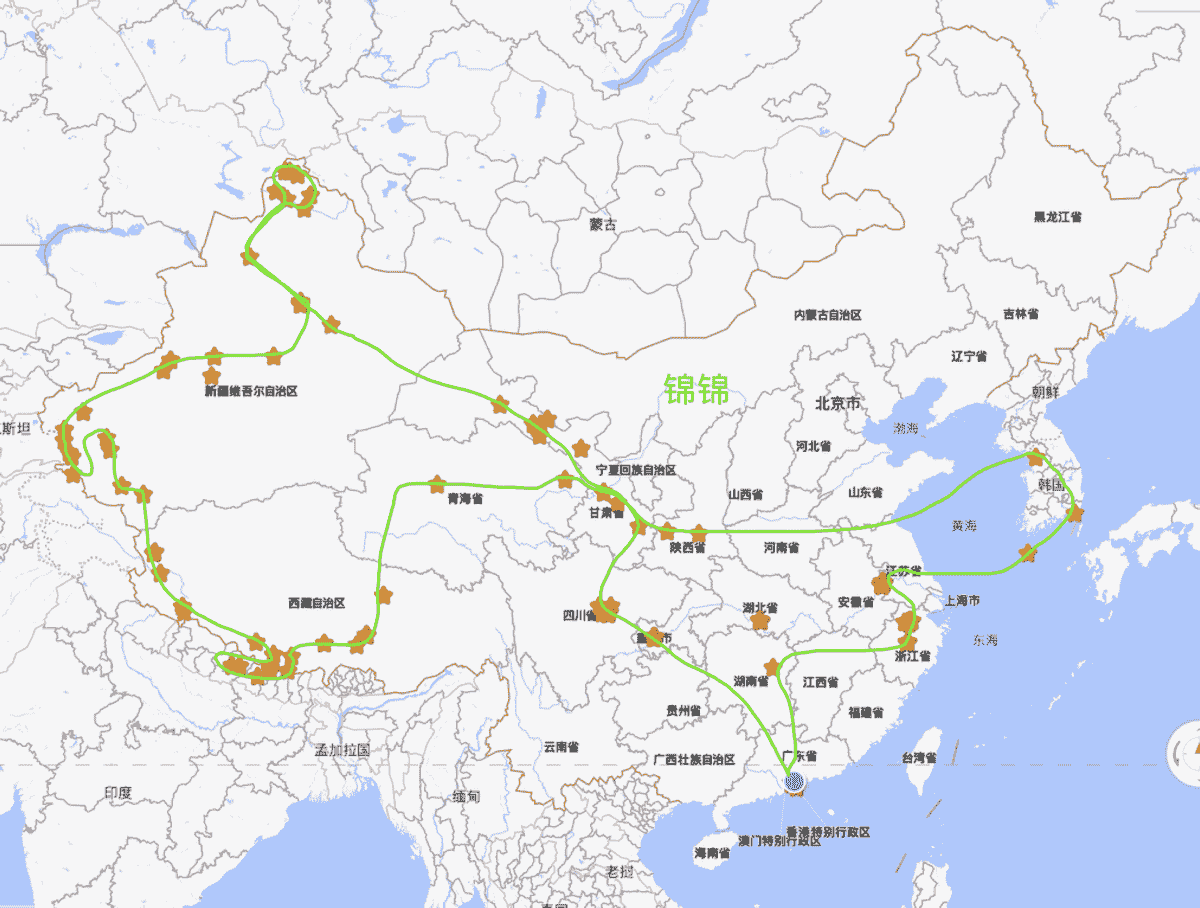 黑龙江省
蒙古
内蒙古自治区
吉林省
辽宁省
锦锦
新疆维吾尔自治区
朝鲜
北京市
斯坦
渤海
河北省
宁夏回族自治区
韩国
山东省
山西省
青海省
甘肃省
黄海
陕西省
河南省
江苏省
西藏自治区
安徽省
上海市
湖北省
四川省
东海
浙江省
湖南省
江西省
贵州省
福建省
孟加拉国
云南省
广东省
广西壮族自治区
台湾省
印度
缅甸
香港特别行政区
澳门特别行政区
海南省
老挝